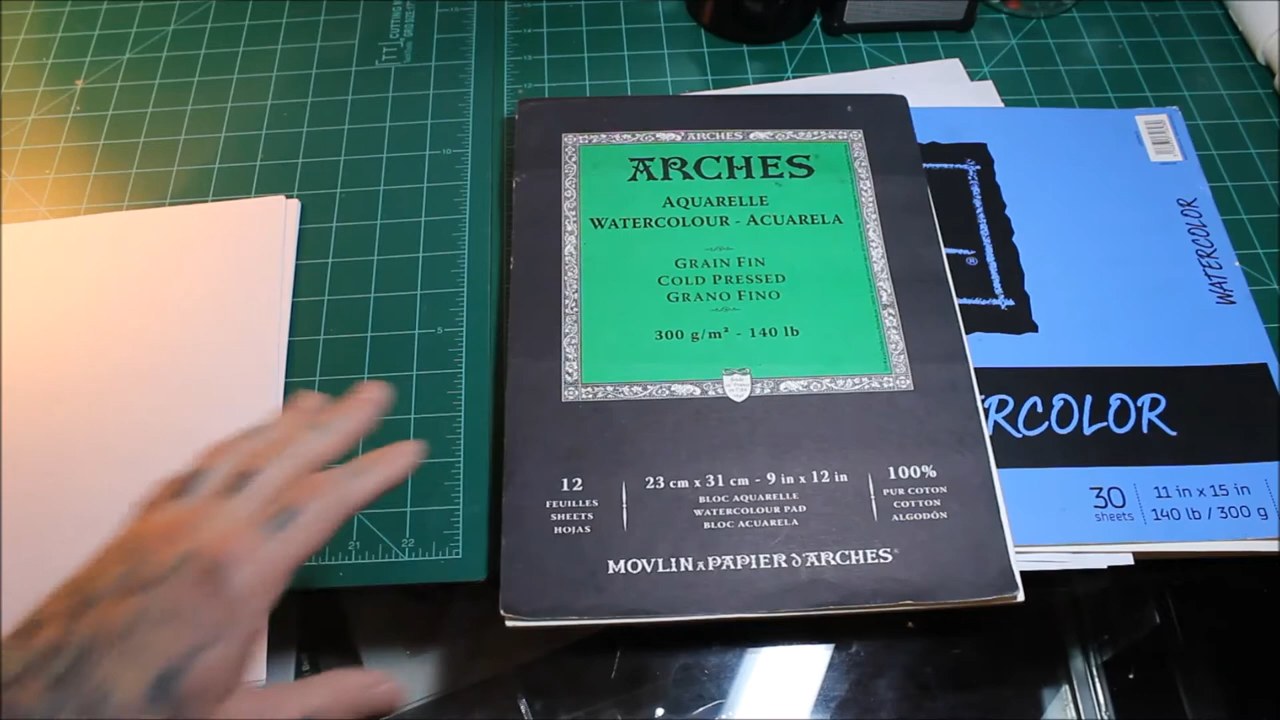 ARCHES
ARCHES®
AQUARELLE
WATERCOLOUR - ACUARELA
GRAIN FIN
COLD PRESSED
GRANO FINO
300 g/m² - 140 lb
12
FEUILLES
SHEETS
HOJAS
23 cm x 31 cm - 9 in x 12 in
BLOC AQUARELLE
WATERCOLOUR PAD
BLOC ACUARELA
100%
PUR COTON
COTTON
ALGODÓN
MOVLIN À PAPIER D'ARCHES®
®
WATERCOLOR
RCOLOR
30
sheets
11 in x 15 in
140 lb / 300 g
CUTTING
10
5
21
22